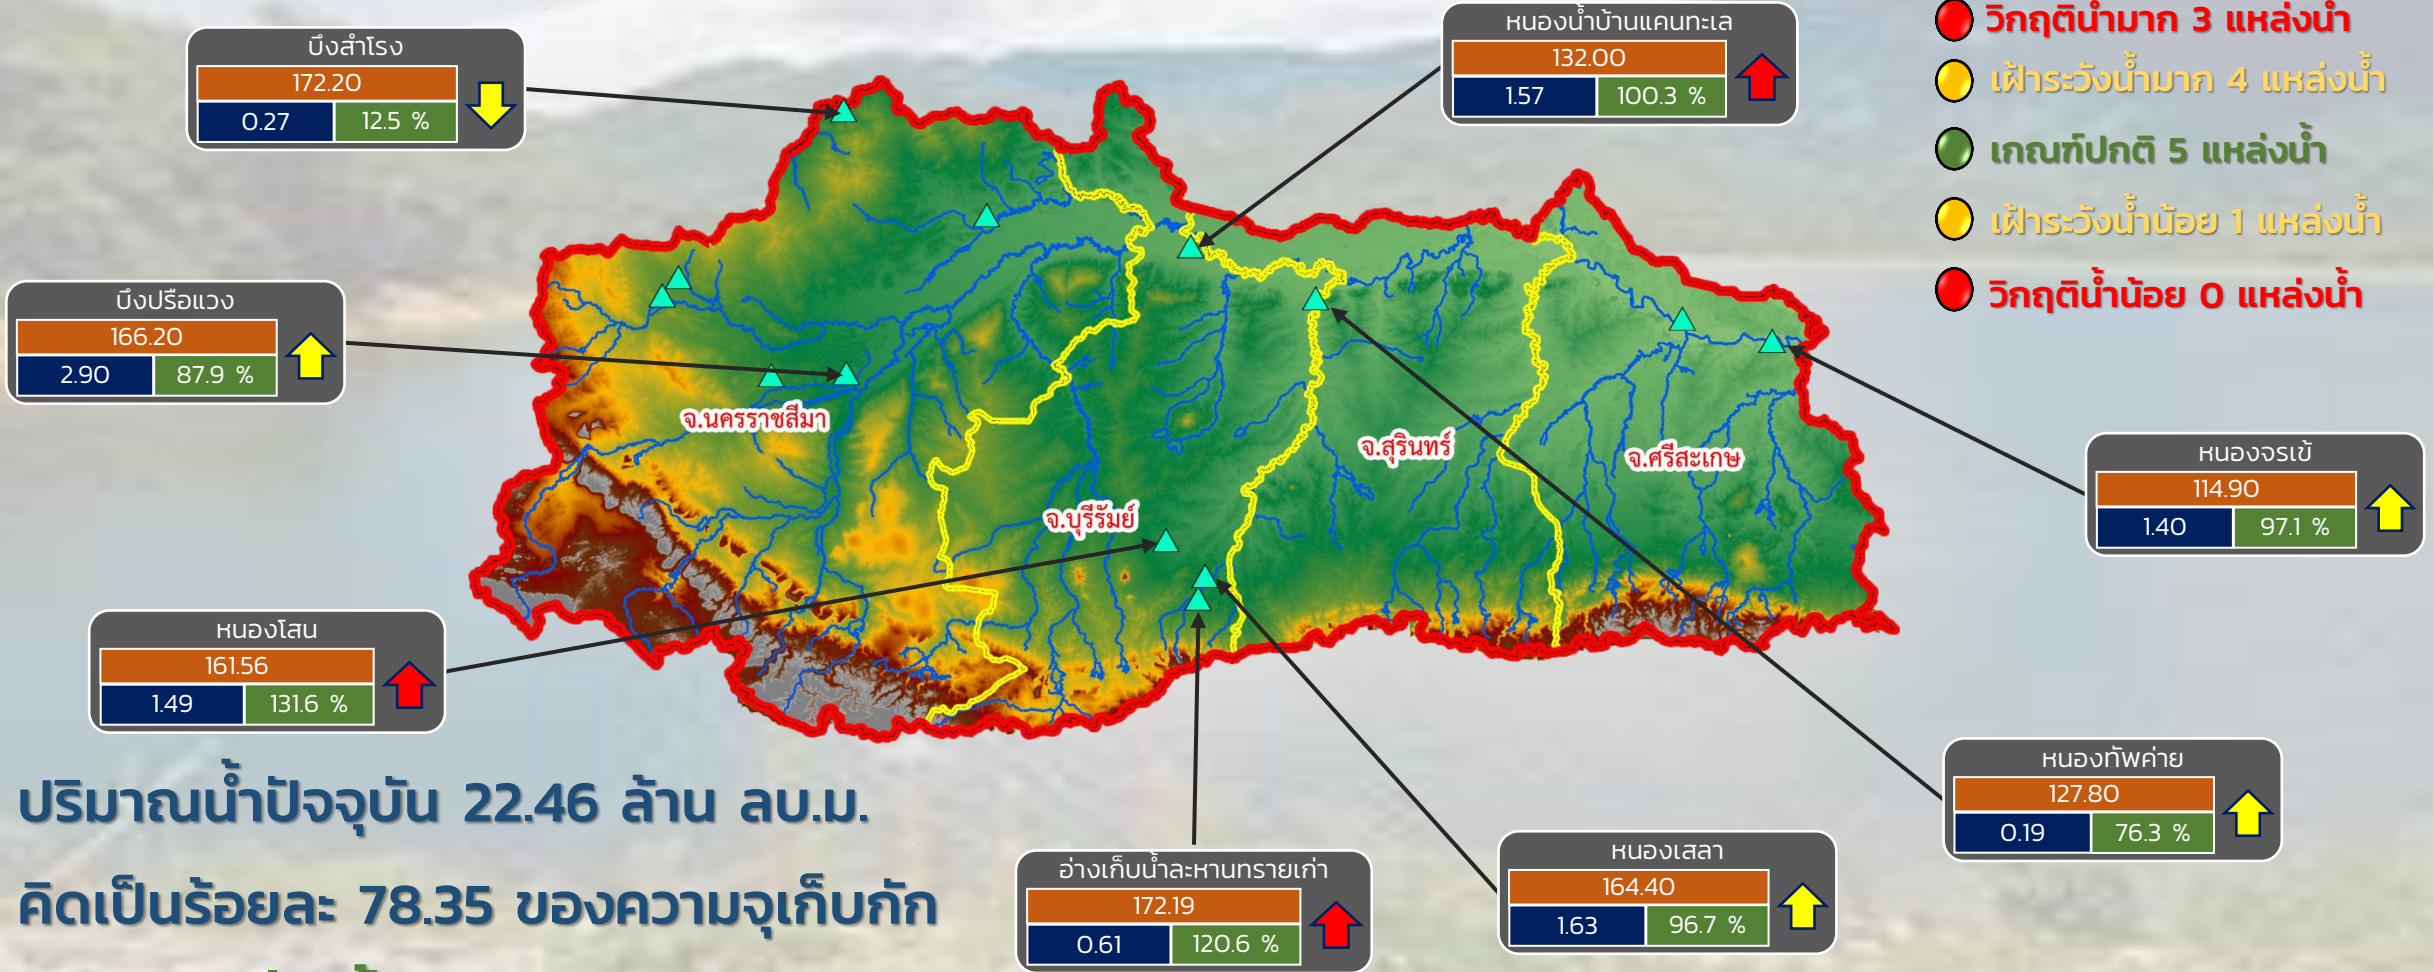 วิกฤติน้ำมาก 3 แหล่งน้ำ
เฝ้าระวังน้ำมาก 4 แหล่งน้ำ
เกณฑ์ปกติ 5 แหล่งน้ำ
เฝ้าระวังน้ำน้อย 1 แหล่งน้ำ
วิกฤติน้ำน้อย 0 แหล่งน้ำ
บึงสำโรง
172.20
0.27 12.5 %
หนองน้ำบ้านแคนทะเล
132.00
1.57 100.3 %
บึงปรือแวง
166.20
2.90 87.9 %
จ.นครราชสีมา
จ.สุรินทร์
จ.ศรีสะเกษ
จ.บุรีรัมย์
หนองจรเข้
114.90
1.40 97.1 %
หนองโสน
161.56
1.49 131.6 %
หนองทัพค่าย
127.80
0.19 76.3 %
อ่างเก็บน้ำละหานทรายเก่า
172.19
0.61 120.6 %
หนองเสลา
164.40
1.63 96.7 %
ปริมาณน้ำปัจจุบัน 22.46 ล้าน ลบ.ม.
คิดเป็นร้อยละ 78.35 ของความจุเก็บกัก